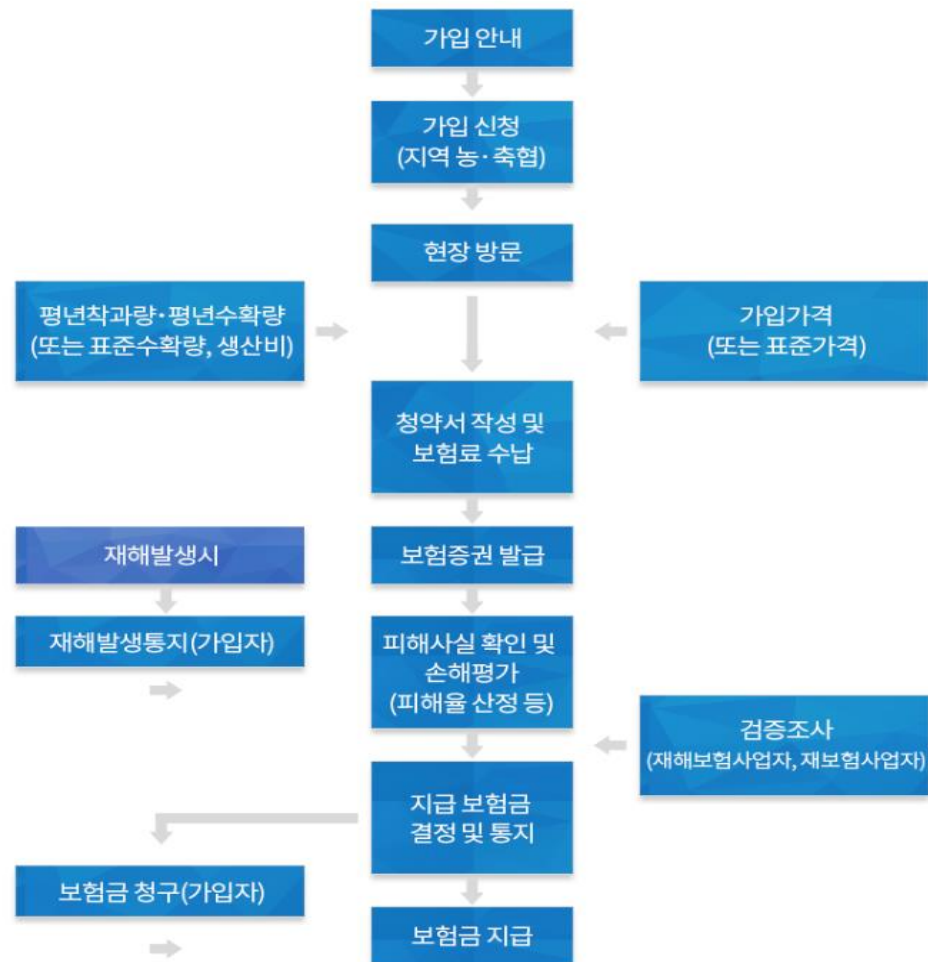 가입 안내
가입 신청
(지역 농·축협)
현장 방문
평년착과량·평년수확량
(또는 표준수확량, 생산비)
가입가격
(또는 표준가격)
청약서 작성 및
보험료 수납
재해발생시
보험증권 발급
재해발생통지(가입자)
피해사실 확인 및
손해평가
(피해율 산정 등)
검증조사
(재해보험사업자, 재보험사업자)
지급 보험금
결정 및 통지
보험금 청구(가입자)
보험금 지급